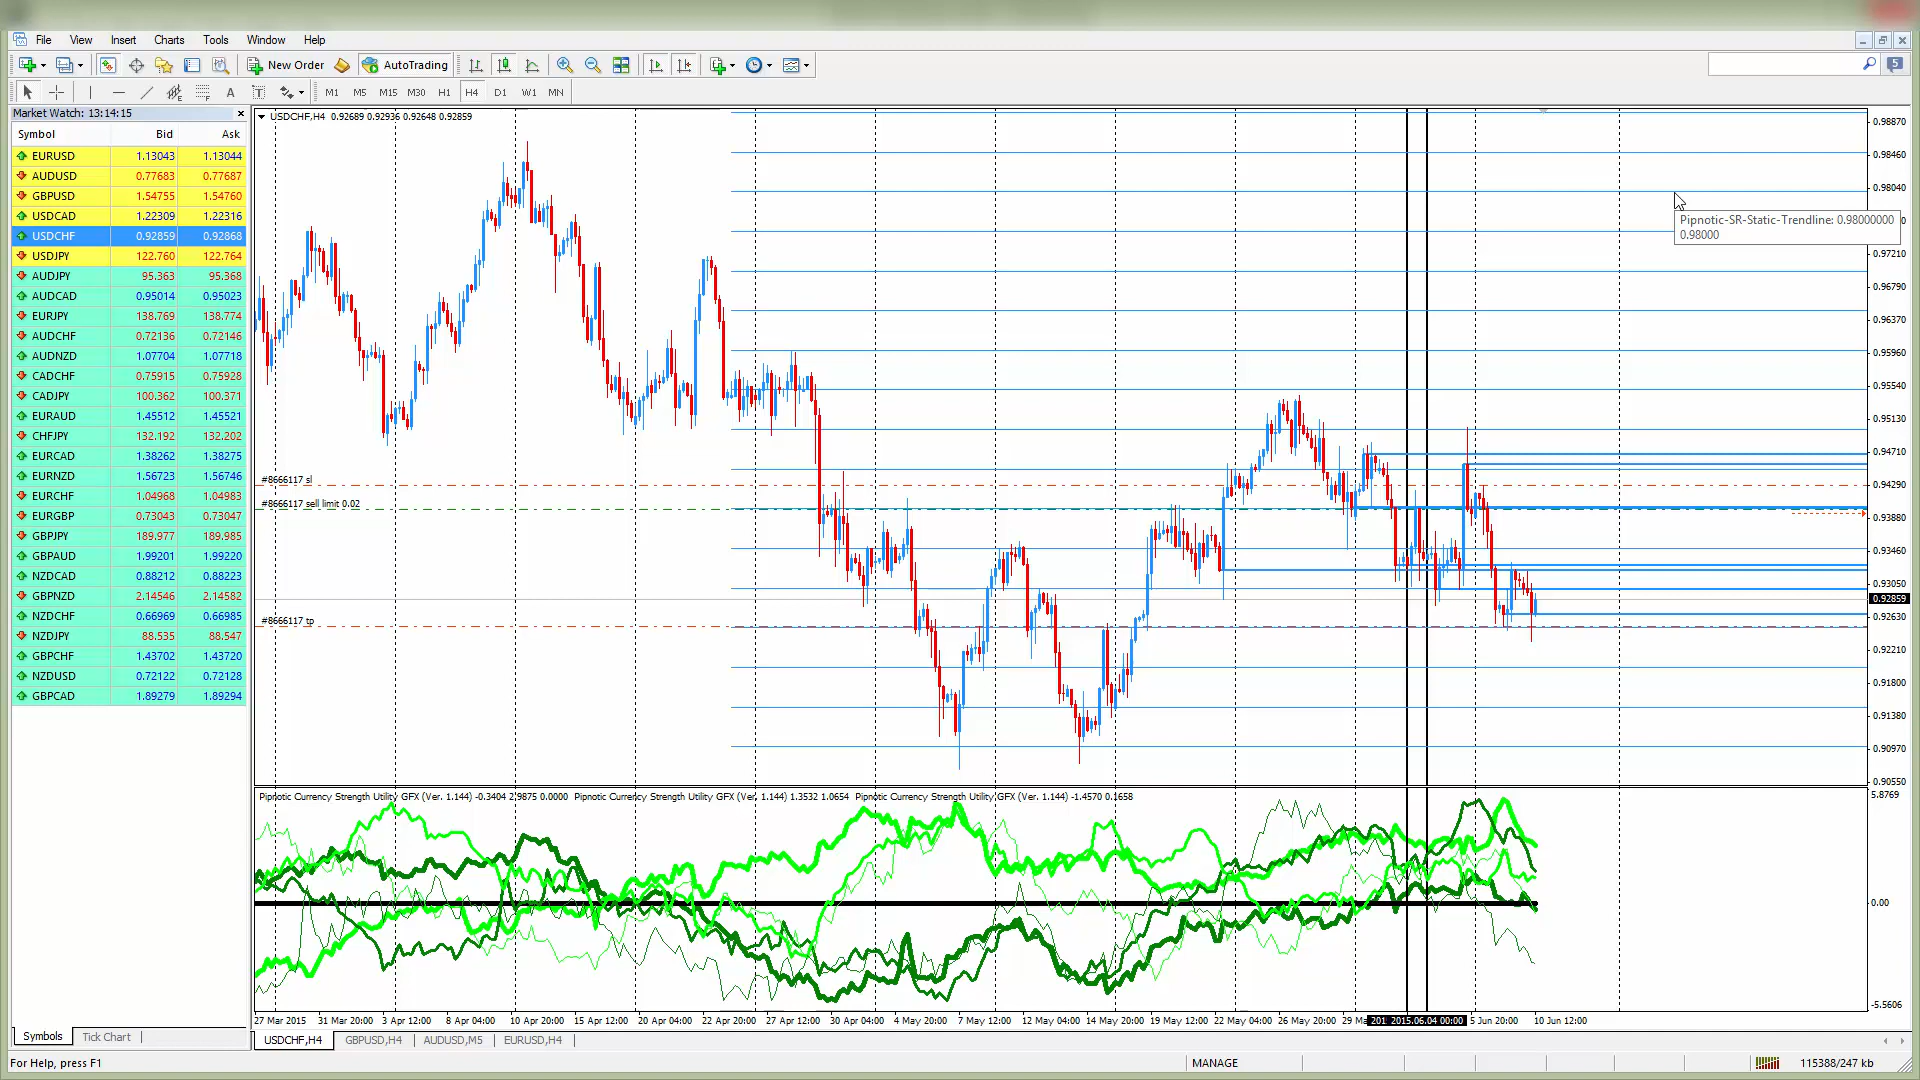 File View Insert Charts Tools Window Help
New Order AutoTrading 5
A T M1 M5 M15 M30 H1 H4 D1 W1 MN
Market Watch: 13:14:15
Symbol Bid Ask
EURUSD 1.13043 1.13044
AUDUSD 0.77683 0.77687
GBPUSD 1.54755 1.54760
USDCAD 1.22309 1.22316
USDCHF 0.92859 0.92868
USDJPY 122.760 122.764
AUDJPY 95.363 95.368
AUDCAD 0.95014 0.95023
EURJPY 138.769 138.774
AUDCHF 0.72136 0.72146
AUDNZD 1.07704 1.07718
CADCHF 0.75915 0.75928
CADJPY 100.362 100.371
EURAUD 1.45512 1.45521
CHFJPY 132.192 132.202
EURCAD 1.38262 1.38275
EURNZD 1.56723 1.56746
EURCHF 1.04968 1.04983
EURGBP 0.73043 0.73047
GBPJPY 189.977 189.985
GBPAUD 1.99201 1.99220
NZDCAD 0.88212 0.88223
GBPNZD 2.14546 2.14582
NZDCHF 0.66969 0.66985
NZDJPY 88.535 88.547
GBPCHF 1.43702 1.43720
NZDUSD 0.72122 0.72128
GBPCAD 1.89279 1.89294
Symbols Tick Chart
USDCHF,H4 0.92689 0.92936 0.92648 0.92859
Pipnotic-SR-Static-Trendline: 0.98000000
0.98000
#8666117 sl
#8666117 sell limit 0.02
#8666117 tp
0.98870
0.98460
0.98040
0.97210
0.96790
0.96370
0.95960
0.95540
0.95130
0.94710
0.94290
0.93880
0.93460
0.93050
0.92859
0.92630
0.92210
0.91800
0.91380
0.90970
0.90550
Pipnotic Currency Strength Utility GFX (Ver. 1.144) -0.3404 2.9875 0.0000 Pipnotic Currency Strength Utility GFX (Ver. 1.144) 1.3532 1.0654 Pipnotic Currency Strength Utility GFX (Ver. 1.144) -1.4570 0.1658
5.8769
0.00
-5.5606
27 Mar 2015 31 Mar 20:00 3 Apr 12:00 8 Apr 04:00 10 Apr 20:00 15 Apr 12:00 20 Apr 04:00 22 Apr 20:00 27 Apr 12:00 30 Apr 04:00 4 May 20:00 7 May 12:00 12 May 04:00 14 May 20:00 19 May 12:00 22 May 04:00 26 May 20:00 29 Ma 201 2015.06.04 00:00 5 Jun 20:00 10 Jun 12:00
USDCHF,H4 GBPUSD,H4 AUDUSD,M5 EURUSD,H4
For Help, press F1 MANAGE 115388/247 kb